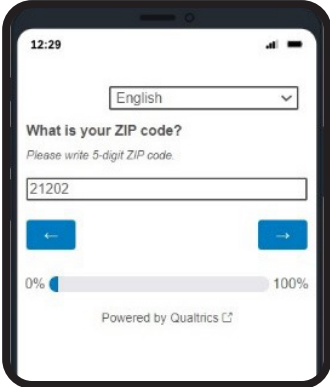 12:29
English
What is your ZIP code?
Please write 5-digit ZIP code.
21202
← →
0% 100%
Powered by Qualtrics